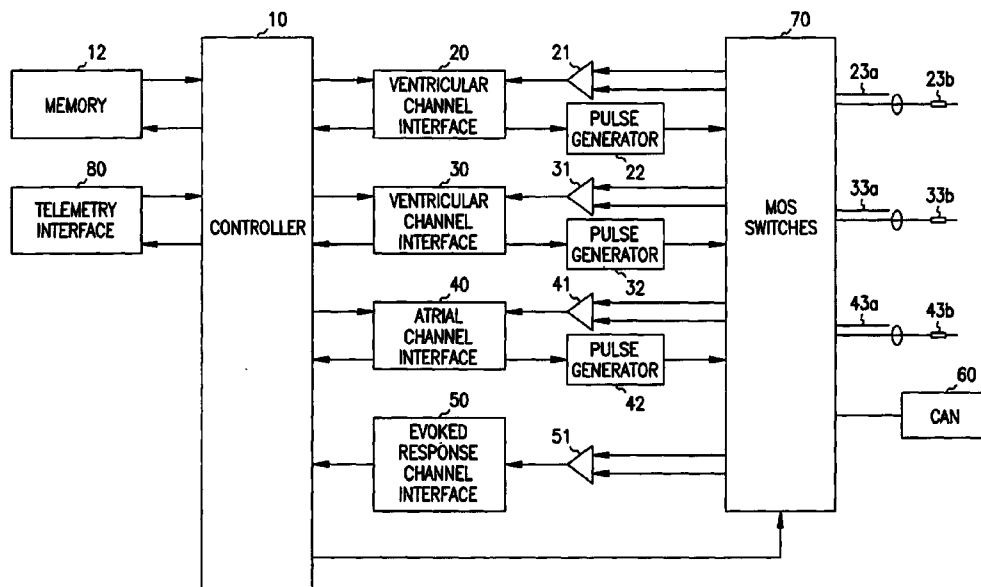 10
70
12
MEMORY
80
TELEMETRY
INTERFACE
CONTROLLER
20
VENTRICULAR
CHANNEL
INTERFACE
21
PULSE
GENERATOR
22
30
VENTRICULAR
CHANNEL
INTERFACE
31
PULSE
GENERATOR
32
40
ATRIAL
CHANNEL
INTERFACE
41
PULSE
GENERATOR
42
50
EVOKED
RESPONSE
CHANNEL
INTERFACE
51
MOS
SWITCHES
23a
23b
33a
33b
43a
43b
60
CAN